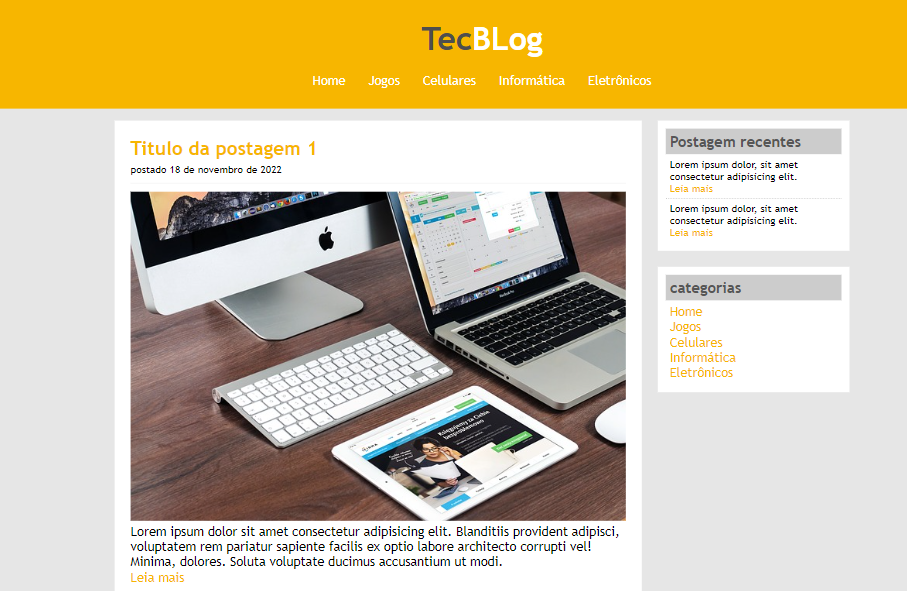 TecBLog
Home Jogos Celulares Informática Eletrônicos
Titulo da postagem 1
postado 18 de novembro de 2022
Lorem ipsum dolor sit amet consectetur adipisicing elit. Blanditiis provident adipisci,
voluptatem rem pariatur sapiente facilis ex optio labore architecto corrupti vel!
Minima, dolores. Soluta voluptate ducimus accusantium ut modi.
Leia mais
Postagem recentes
Lorem ipsum dolor, sit amet
consectetur adipisicing elit.
Leia mais
Lorem ipsum dolor, sit amet
consectetur adipisicing elit.
Leia mais
categorias
Home
Jogos
Celulares
Informática
Eletrônicos